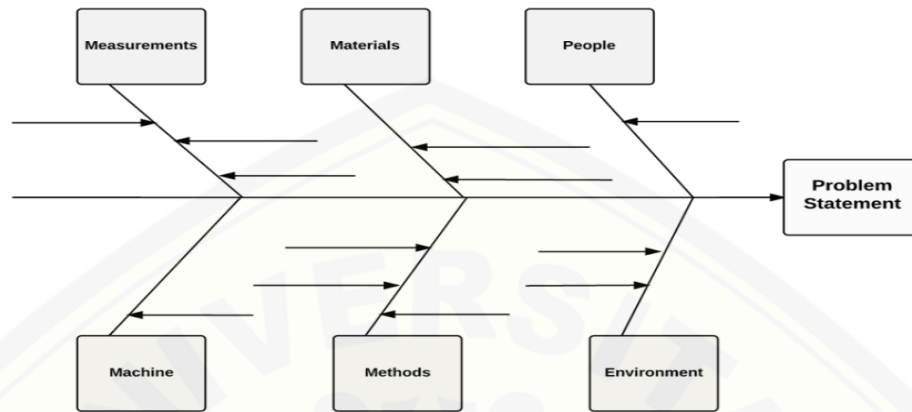 Measurements
Materials
People
Problem
Statement
Machine
Methods
Environment